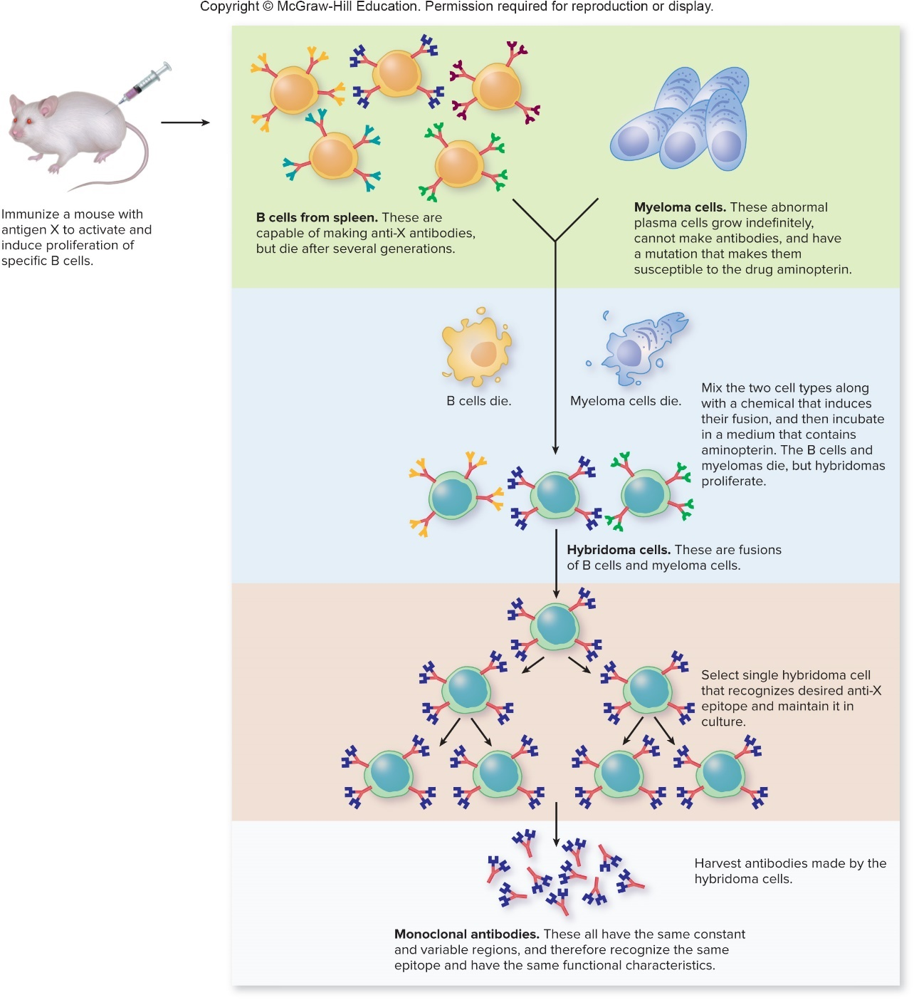 Copyright © McGraw-Hill Education. Permission required for reproduction or display.
Immunize a mouse with
antigen X to activate and
induce proliferation of
specific B cells.
B cells from spleen. These are
capable of making anti-X antibodies,
but die after several generations.
Myeloma cells. These abnormal
plasma cells grow indefinitely,
cannot make antibodies, and have
a mutation that makes them
susceptible to the drug aminopterin.
B cells die.
Myeloma cells die.
Mix the two cell types along
with a chemical that induces
their fusion, and then incubate
in a medium that contains
aminopterin. The B cells and
myelomas die, but hybridomas
proliferate.
Hybridoma cells. These are fusions
of B cells and myeloma cells.
Select single hybridoma cell
that recognizes desired anti-X
epitope and maintain it in
culture.
Harvest antibodies made by the
hybridoma cells.
Monoclonal antibodies. These all have the same constant
and variable regions, and therefore recognize the same
epitope and have the same functional characteristics.